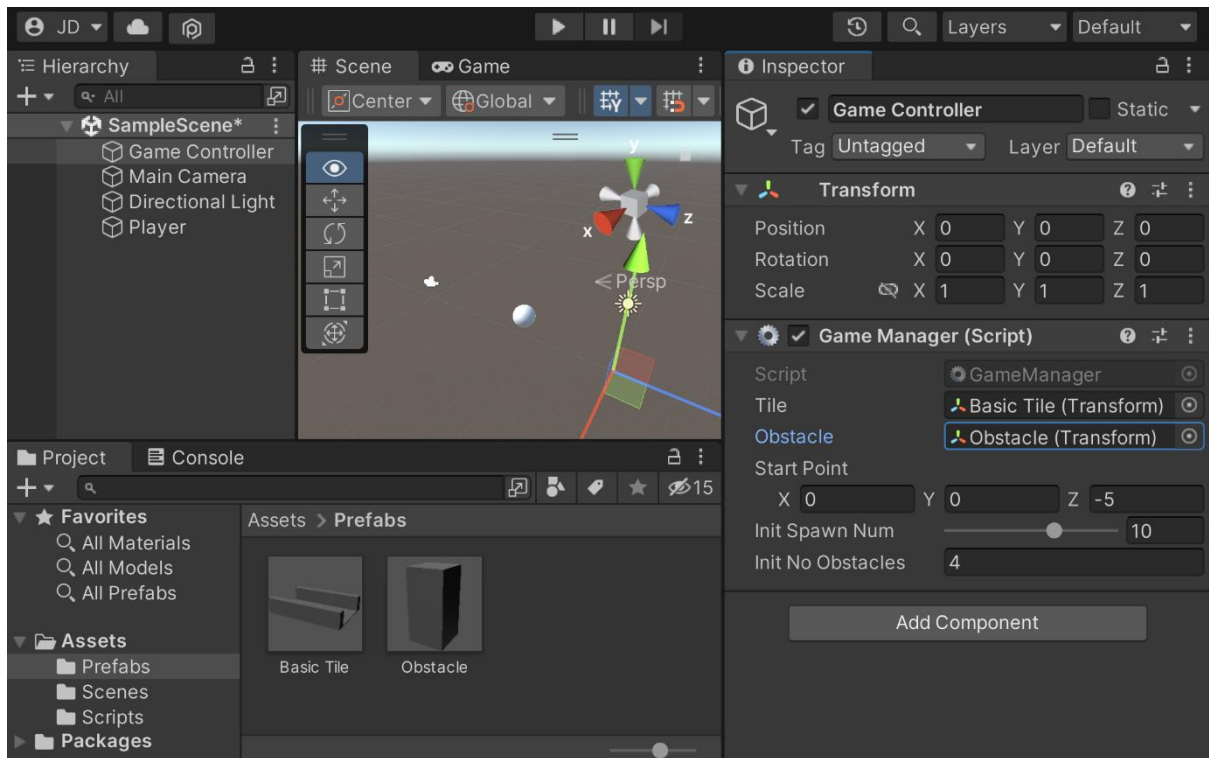 JD
Layers
Default
Hierarchy
All
SampleScene*
Game Controller
Main Camera
Directional Light
Player
Scene
Game
Center
Global
y
x
z
Persp
Project
Console
15
Favorites
All Materials
All Models
All Prefabs
Assets
Prefabs
Scenes
Scripts
Packages
Assets > Prefabs
Basic Tile
Obstacle
Inspector
Game Controller
Static
Tag Untagged
Layer Default
Transform
Position X 0 Y 0 Z 0
Rotation X 0 Y 0 Z 0
Scale X 1 Y 1 Z 1
Game Manager (Script)
Script GameManager
Tile Basic Tile (Transform)
Obstacle Obstacle (Transform)
Start Point
X 0 Y 0 Z -5
Init Spawn Num 10
Init No Obstacles 4
Add Component